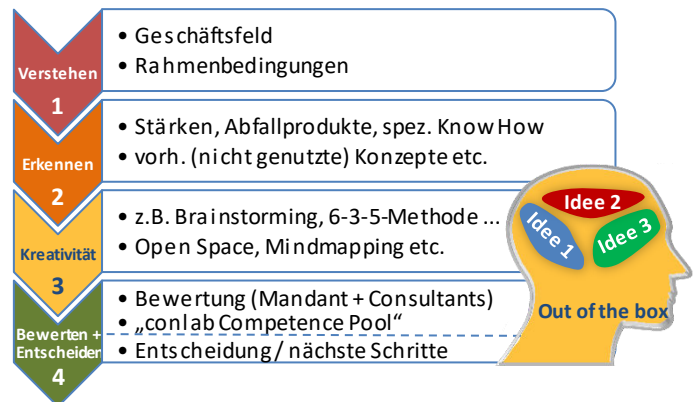 Verstehen
1
• Geschäftsfeld
• Rahmenbedingungen
Erkennen
2
• Stärken, Abfallprodukte, spez. Know How
• vorh. (nicht genutzte) Konzepte etc.
Kreativität
3
• z.B. Brainstorming, 6-3-5-Methode ...
• Open Space, Mindmapping etc.
Bewerten +
Entscheiden
4
• Bewertung (Mandant + Consultants)
• „conlab Competence Pool“
• Entscheidung / nächste Schritte
Idee 1
Idee 2
Idee 3
Out of the box